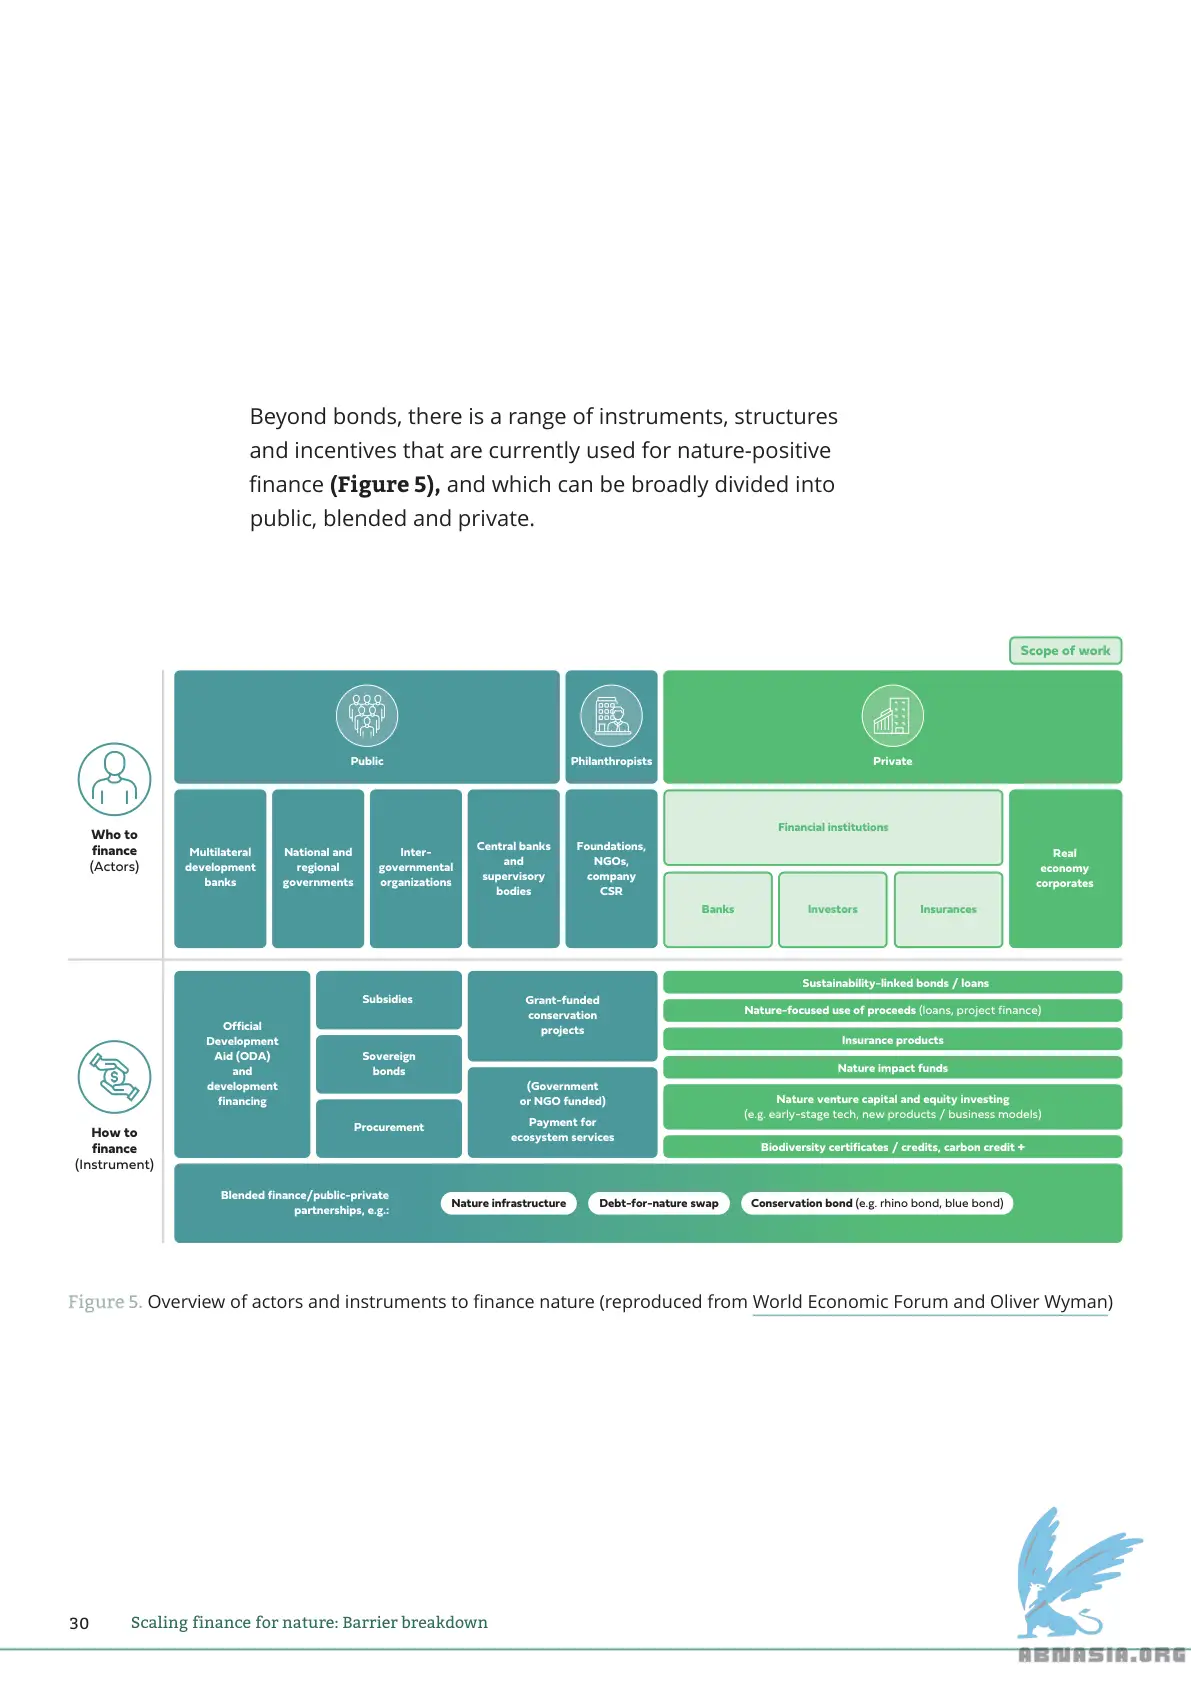 Beyond bonds, there is a range of instruments, structures
and incentives that are currently used for nature-positive
finance (Figure 5), and which can be broadly divided into
public, blended and private.
Scope of work
Public
Philanthropists
Private
Who to
finance
(Actors)
Multilateral
development
banks
National and
regional
governments
Inter-
governmental
organizations
Central banks
and
supervisory
bodies
Foundations,
NGOs,
company
CSR
Financial institutions
Banks
Investors
Insurances
Real
economy
corporates
How to
finance
(Instrument)
Official
Development
Aid (ODA)
and
development
financing
Subsidies
Sovereign
bonds
Procurement
Grant-funded
conservation
projects
(Government
or NGO funded)
Payment for
ecosystem services
Sustainability-linked bonds / loans
Nature-focused use of proceeds (loans, project finance)
Insurance products
Nature impact funds
Nature venture capital and equity investing
(e.g. early-stage tech, new products / business models)
Biodiversity certificates / credits, carbon credit +
Blended finance/public-private
partnerships, e.g.:
Nature infrastructure
Debt-for-nature swap
Conservation bond (e.g. rhino bond, blue bond)
Figure 5. Overview of actors and instruments to finance nature (reproduced from World Economic Forum and Oliver Wyman)
30 Scaling finance for nature: Barrier breakdown
ABNASIA.ORG